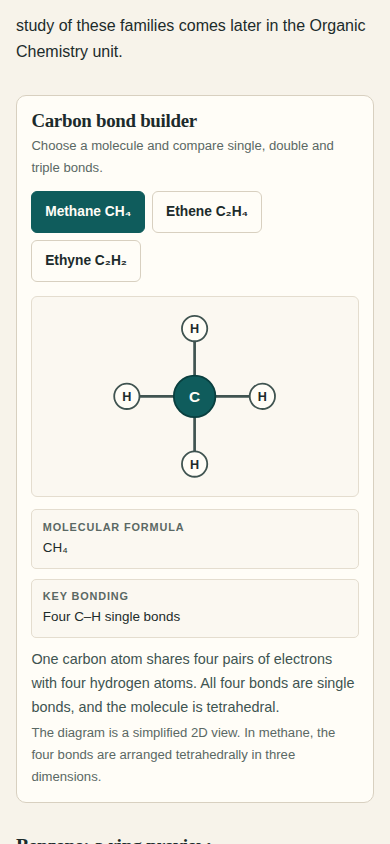 study of these families comes later in the Organic
Chemistry unit.
Carbon bond builder
Choose a molecule and compare single, double and
triple bonds.
Methane CH₄
Ethene C₂H₄
Ethyne C₂H₂
H
H
C
H
H
MOLECULAR FORMULA
CH₄
KEY BONDING
Four C–H single bonds
One carbon atom shares four pairs of electrons
with four hydrogen atoms. All four bonds are single
bonds, and the molecule is tetrahedral.
The diagram is a simplified 2D view. In methane, the
four bonds are arranged tetrahedrally in three
dimensions.